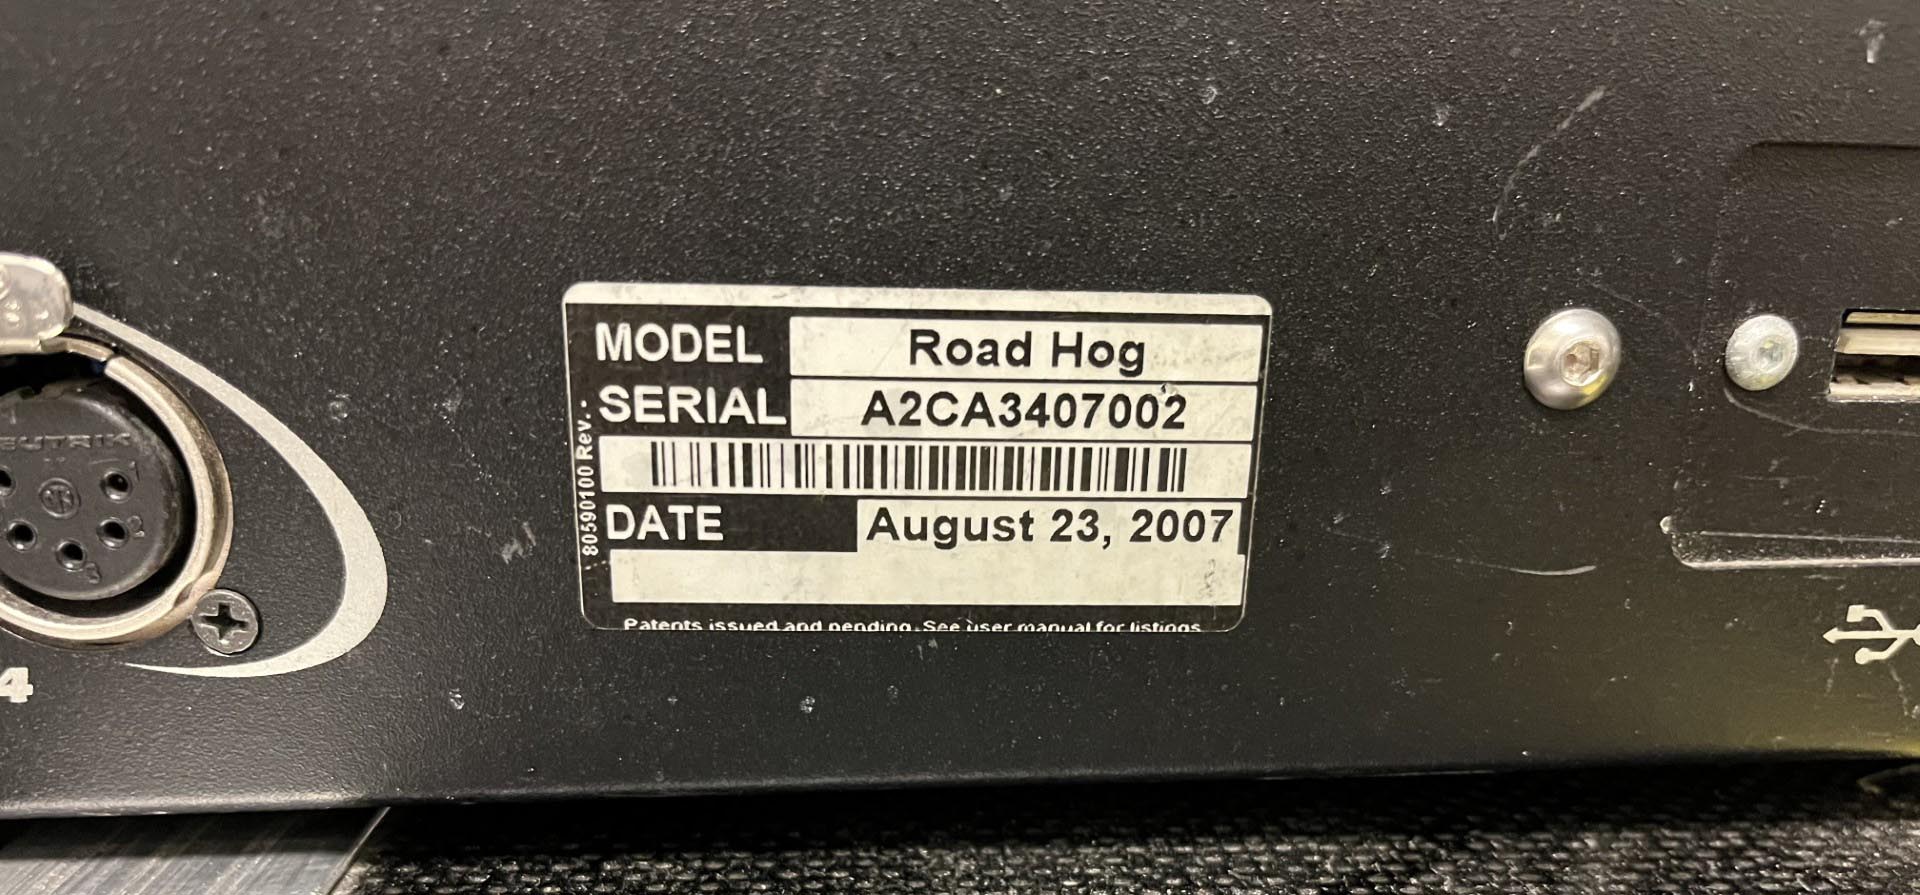 MODEL Road Hog
SERIAL A2CA3407002
80590100 Rev. -
DATE August 23, 2007
Patents issued and pending. See user manual for listings
EUTRIK
1
2
3
4